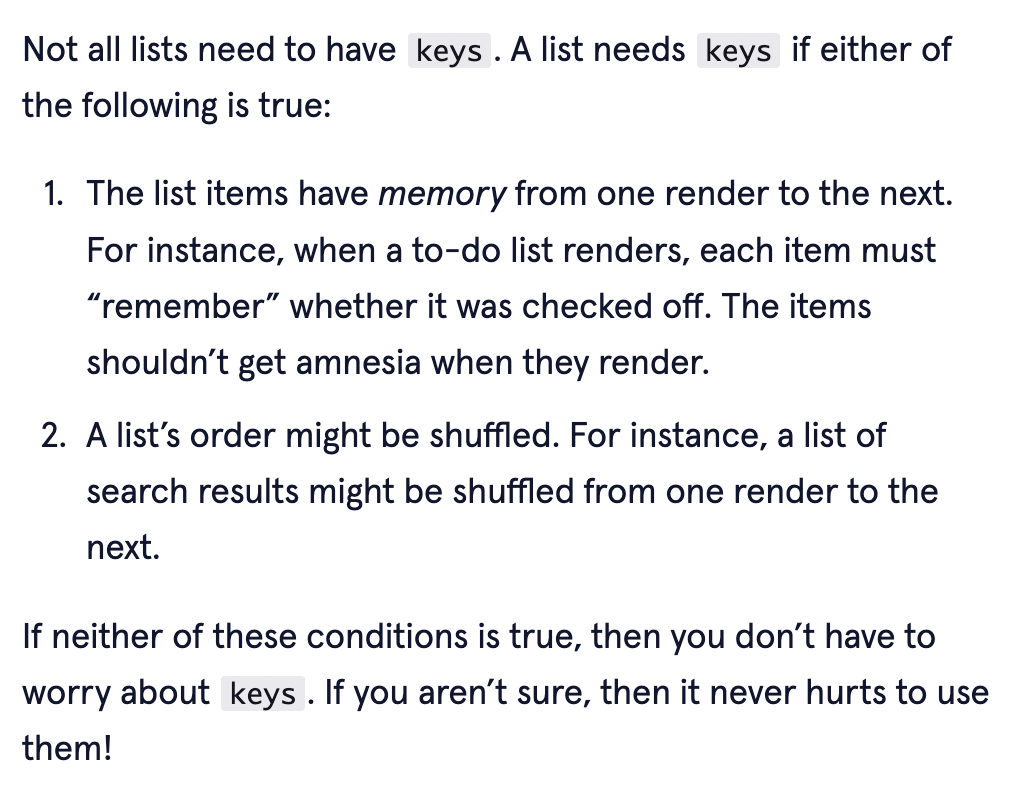 Not all lists need to have keys. A list needs keys if either of
the following is true:
1. The list items have memory from one render to the next.
For instance, when a to-do list renders, each item must
“remember” whether it was checked off. The items
shouldn’t get amnesia when they render.
2. A list’s order might be shuffled. For instance, a list of
search results might be shuffled from one render to the
next.
If neither of these conditions is true, then you don’t have to
worry about keys. If you aren’t sure, then it never hurts to use
them!